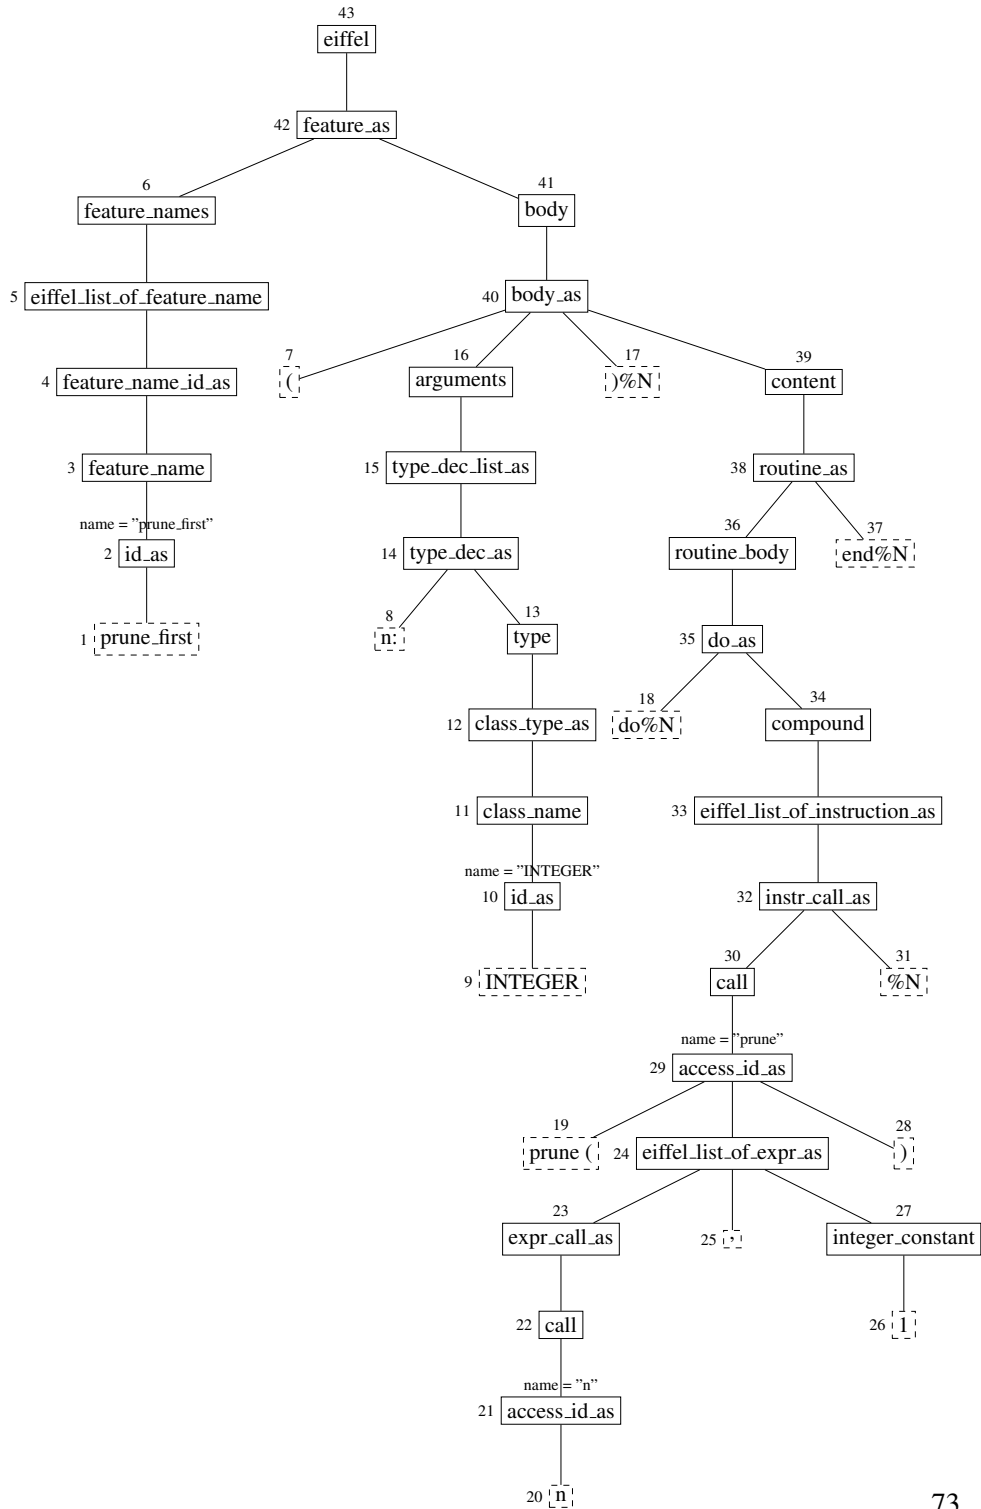 43
eiffel
42 feature_as
6
feature_names
41
body
5 eiffel_list_of_feature_name
40 body_as
7
(
16
arguments
17
)%N
39
content
4 feature_name_id_as
3 feature_name
15 type_dec_list_as
38 routine_as
name = ”prune_first”
2 id_as
14 type_dec_as
36
routine_body
37
end%N
1 prune_first
8
n:
13
type
35 do_as
12 class_type_as
18
do%N
34
compound
11 class_name
33 eiffel_list_of_instruction_as
name = ”INTEGER”
10 id_as
32 instr_call_as
9 INTEGER
30
call
31
%N
name = ”prune”
29 access_id_as
19
prune (
24 eiffel_list_of_expr_as
28
)
23
expr_call_as
25 ,
27
integer_constant
22 call
26 1
name = ”n”
21 access_id_as
20 n
73